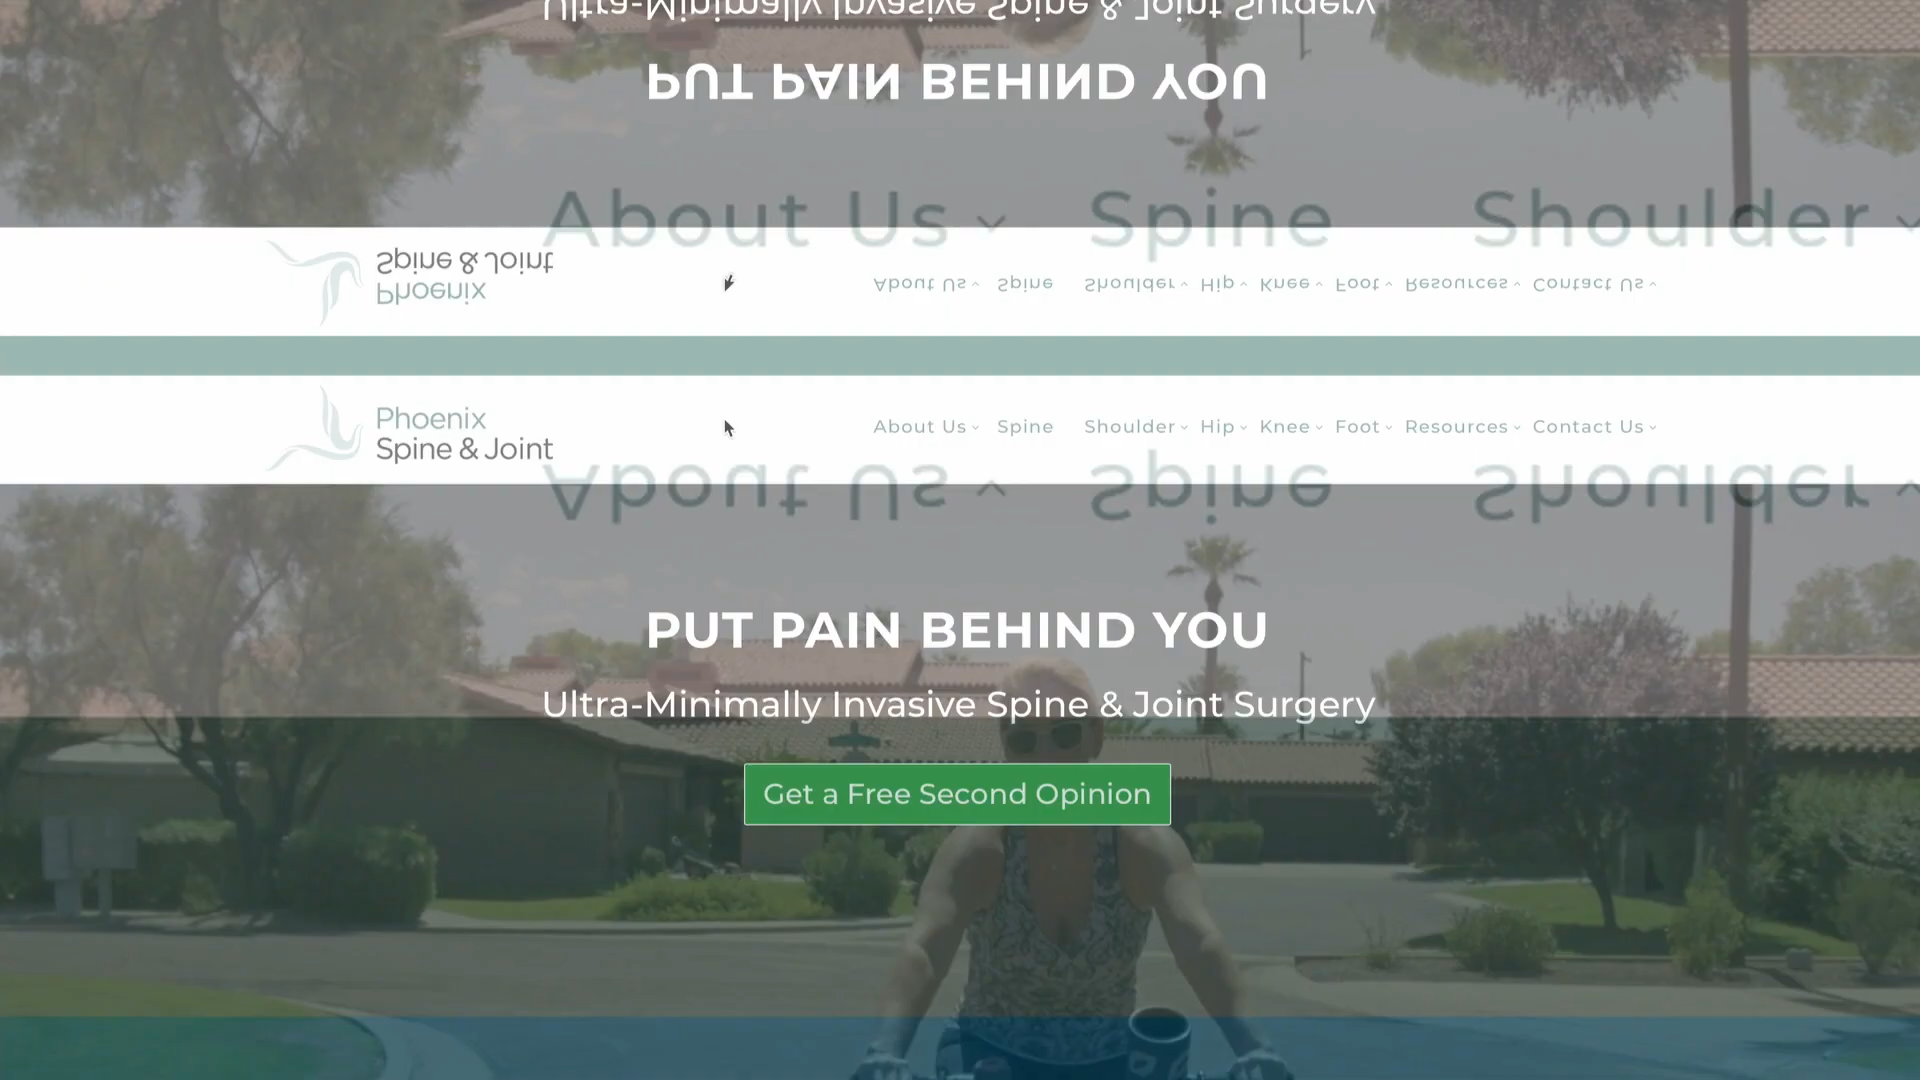 Ultra-Minimally Invasive Spine & Joint Surgery
PUT PAIN BEHIND YOU
About Us Spine Shoulder
Spine & Joint
Phoenix
About Us Spine Shoulder Hip Knee Foot Resources Contact Us
Phoenix
Spine & Joint
About Us Spine Shoulder Hip Knee Foot Resources Contact Us
About Us Spine Shoulder
PUT PAIN BEHIND YOU
Ultra-Minimally Invasive Spine & Joint Surgery
Get a Free Second Opinion